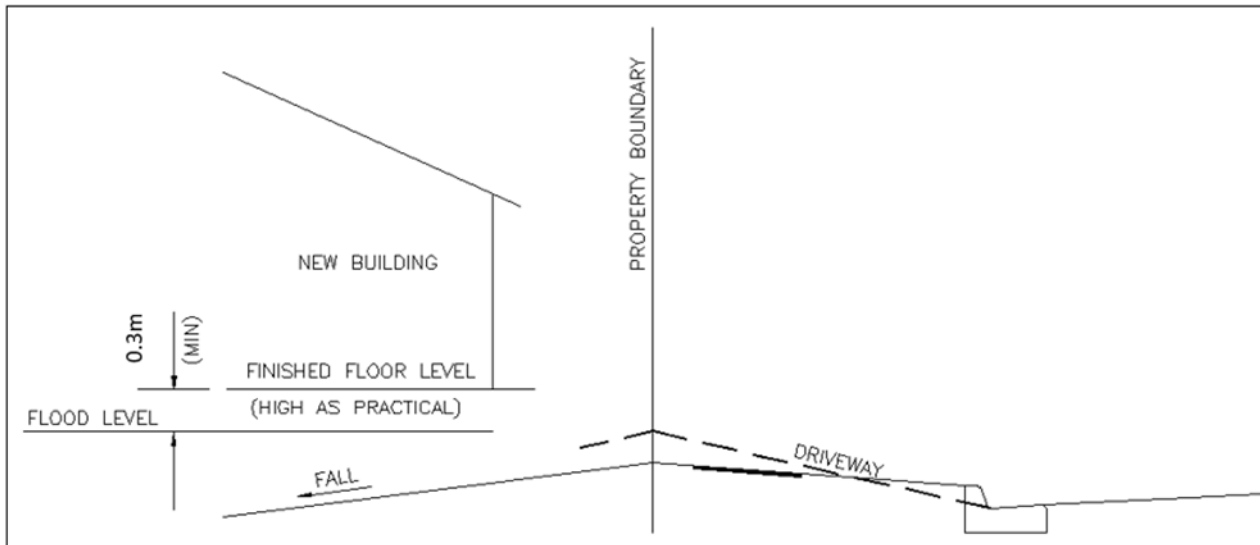 PROPERTY BOUNDARY
NEW BUILDING
0.3m
(MIN)
FINISHED FLOOR LEVEL
(HIGH AS PRACTICAL)
FLOOD LEVEL
DRIVEWAY
FALL